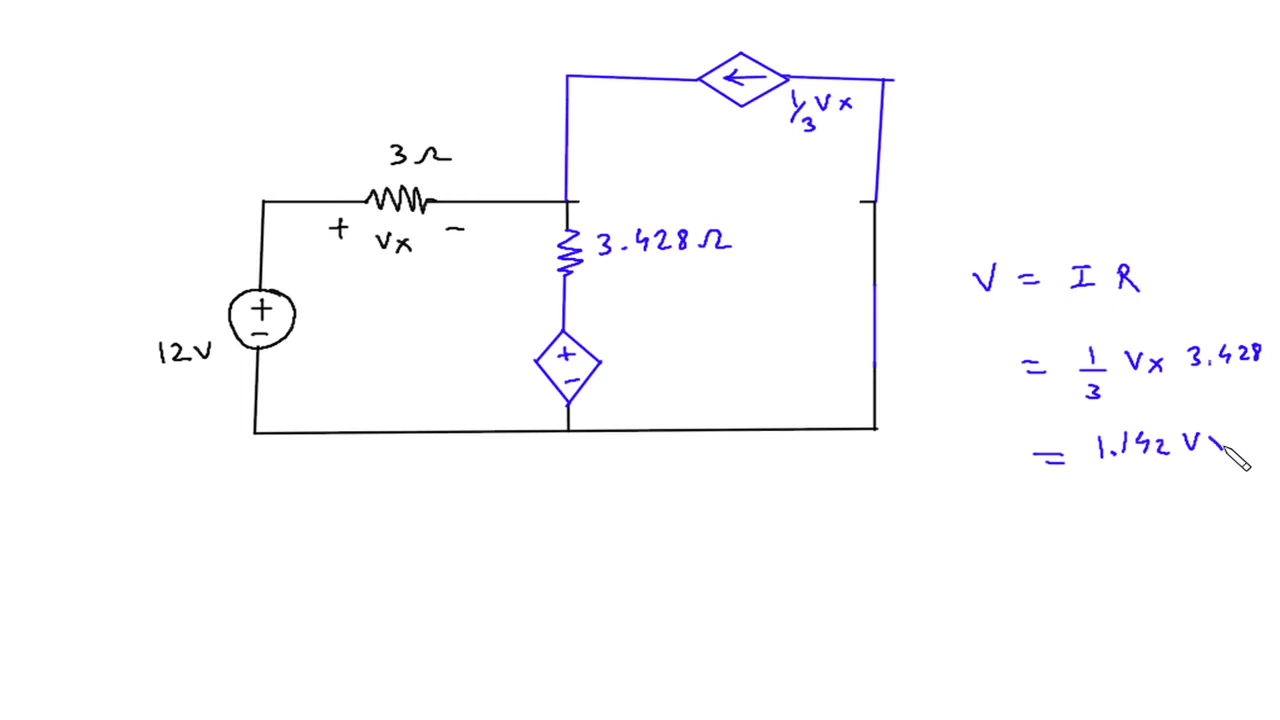 1/3 Vx
3Ω
+ Vx -
3.428Ω
+
-
12V
+
-
V = I R
= 1/3 Vx 3.428
= 1.142 Vx